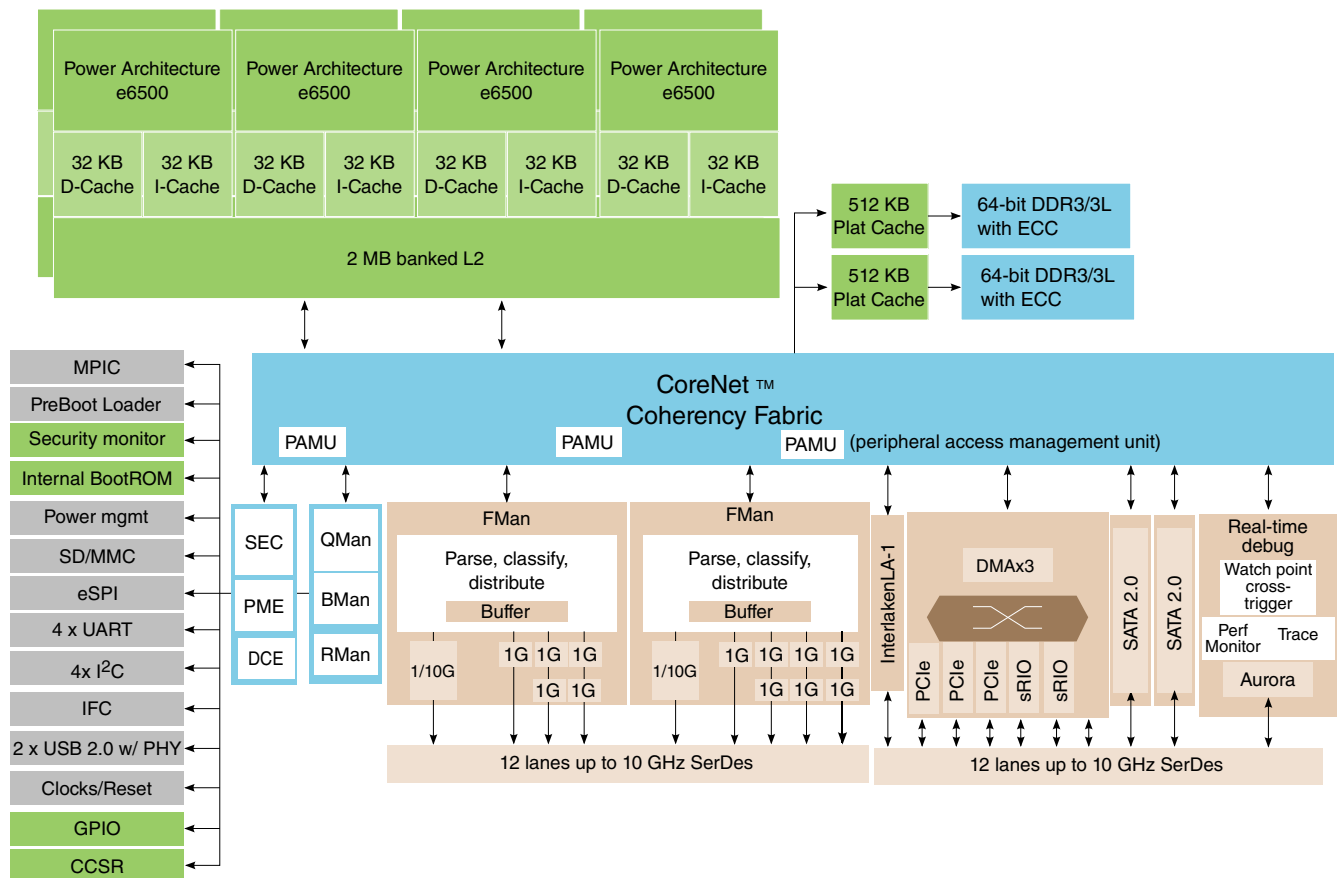 Power Architecture
e6500
Power Architecture
e6500
Power Architecture
e6500
Power Architecture
e6500
32 KB
D-Cache
32 KB
I-Cache
32 KB
D-Cache
32 KB
I-Cache
32 KB
D-Cache
32 KB
I-Cache
32 KB
D-Cache
32 KB
I-Cache
2 MB banked L2
512 KB
Plat Cache
64-bit DDR3/3L
with ECC
512 KB
Plat Cache
64-bit DDR3/3L
with ECC
MPIC
PreBoot Loader
Security monitor
Internal BootROM
Power mgmt
SD/MMC
eSPI
4 x UART
4x I²C
IFC
2 x USB 2.0 w/ PHY
Clocks/Reset
GPIO
CCSR
CoreNet ™
Coherency Fabric
PAMU
PAMU
PAMU (peripheral access management unit)
SEC
PME
DCE
QMan
BMan
RMan
FMan
Parse, classify,
distribute
Buffer
1/10G
1G 1G 1G
1G 1G
FMan
Parse, classify,
distribute
Buffer
1/10G
1G 1G 1G 1G
1G 1G 1G
12 lanes up to 10 GHz SerDes
InterlakenLA-1
DMAx3
PCIe
PCIe
PCIe
sRIO
sRIO
SATA 2.0
SATA 2.0
Real-time
debug
Watch point
cross-
trigger
Perf
Monitor
Trace
Aurora
12 lanes up to 10 GHz SerDes